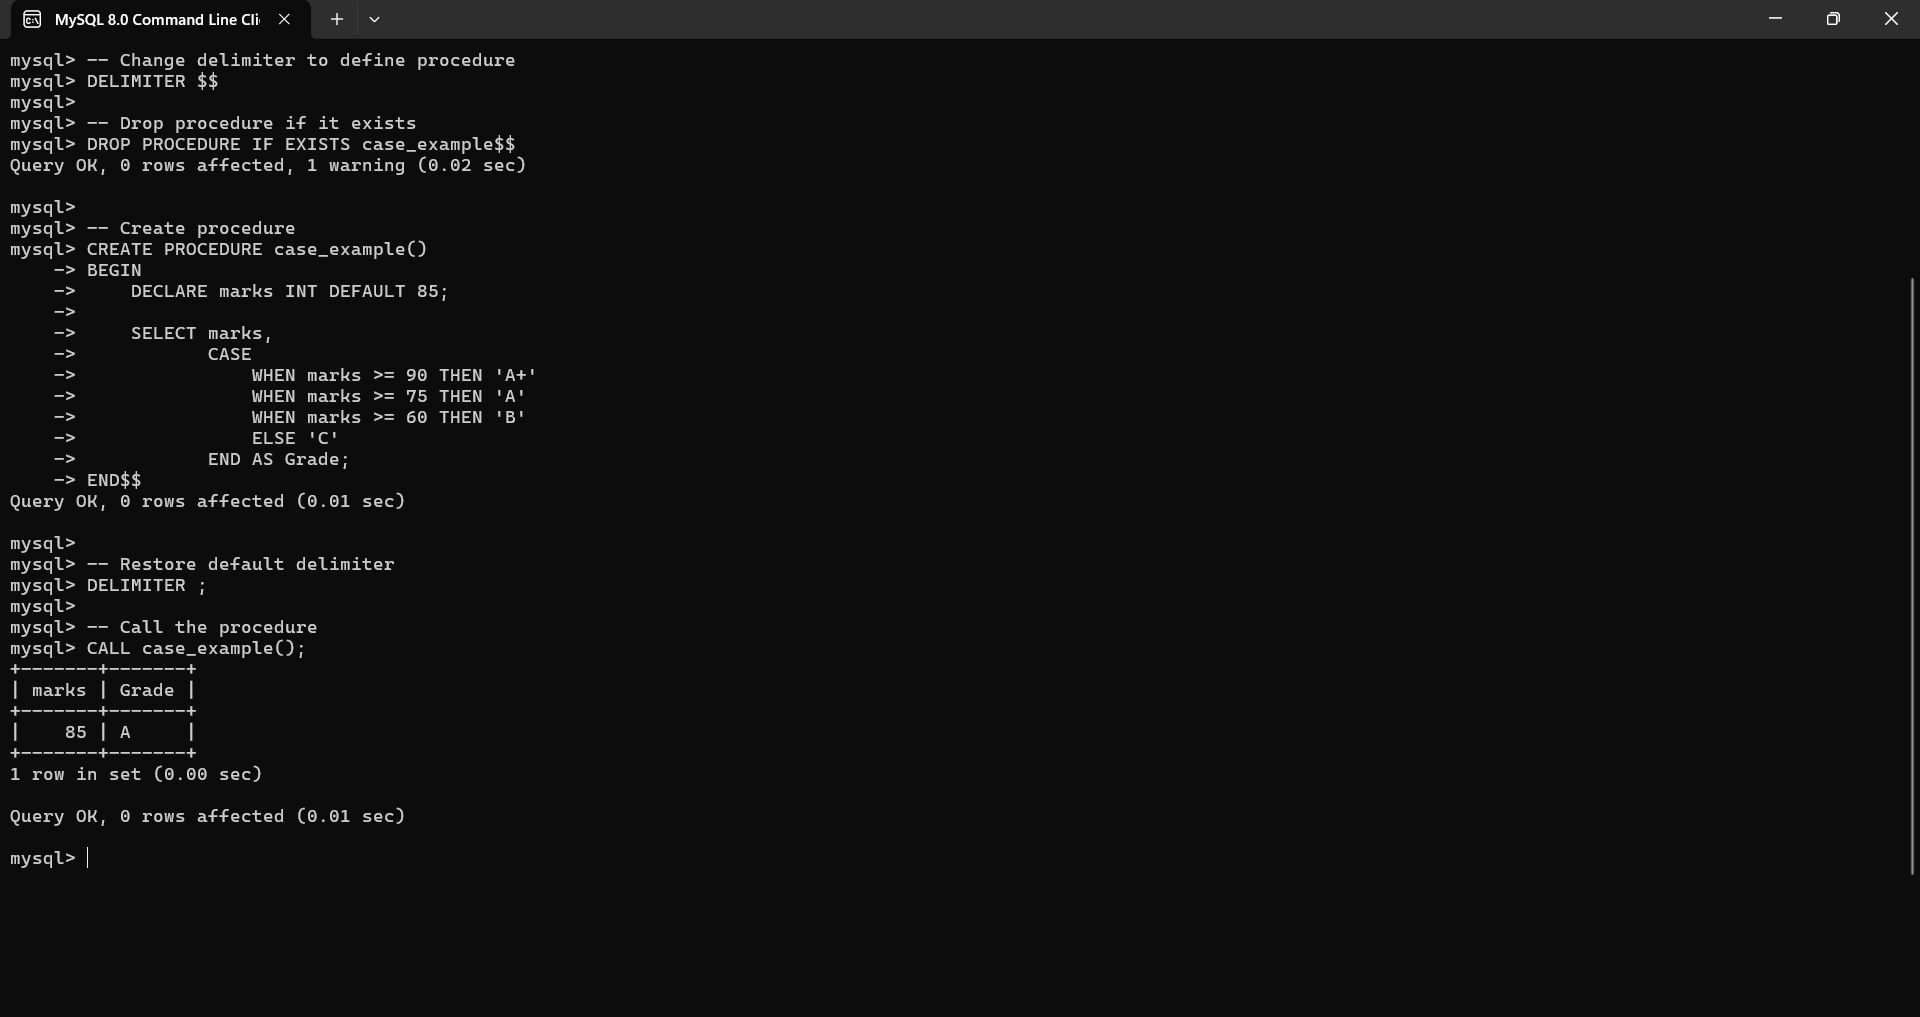 MySQL 8.0 Command Line Cli
mysql> -- Change delimiter to define procedure
mysql> DELIMITER $$
mysql>
mysql> -- Drop procedure if it exists
mysql> DROP PROCEDURE IF EXISTS case_example$$
Query OK, 0 rows affected, 1 warning (0.02 sec)

mysql>
mysql> -- Create procedure
mysql> CREATE PROCEDURE case_example()
    -> BEGIN
    ->     DECLARE marks INT DEFAULT 85;
    ->
    ->     SELECT marks,
    ->            CASE
    ->                WHEN marks >= 90 THEN 'A+'
    ->                WHEN marks >= 75 THEN 'A'
    ->                WHEN marks >= 60 THEN 'B'
    ->                ELSE 'C'
    ->            END AS Grade;
    -> END$$
Query OK, 0 rows affected (0.01 sec)

mysql>
mysql> -- Restore default delimiter
mysql> DELIMITER ;
mysql>
mysql> -- Call the procedure
mysql> CALL case_example();
+-------+-------+
| marks | Grade |
+-------+-------+
|    85 | A     |
+-------+-------+
1 row in set (0.00 sec)

Query OK, 0 rows affected (0.01 sec)

mysql>